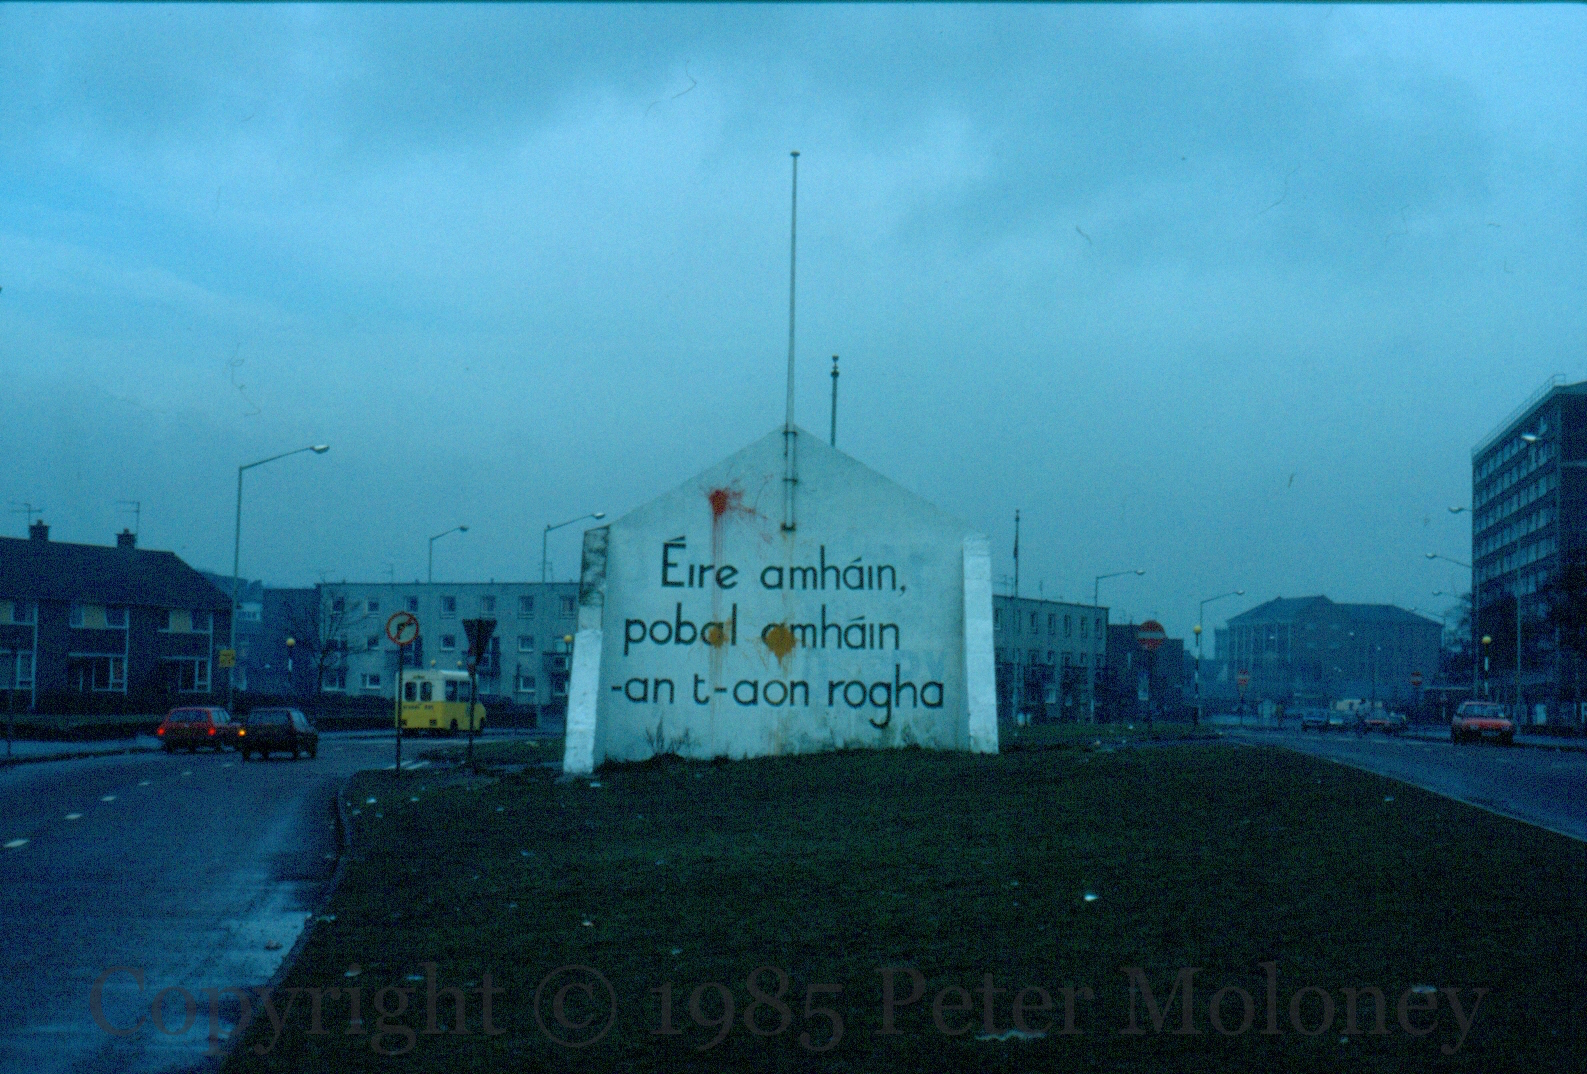 Éire amháin,
pobal amháin
-an t-aon rogha
Copyright © 1985 Peter Moloney